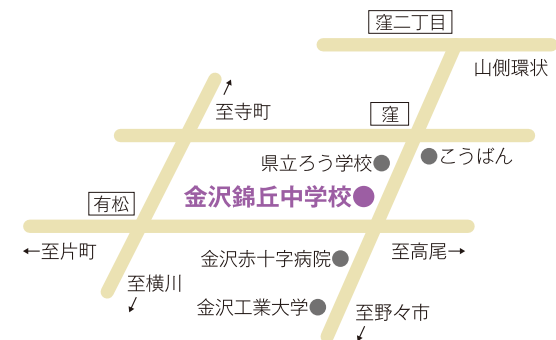 窪二丁目
山側環状
至寺町
窪
こうばん
県立ろう学校
金沢錦丘中学校
有松
←至片町
至高尾→
金沢赤十字病院
至横川
金沢工業大学
至野々市